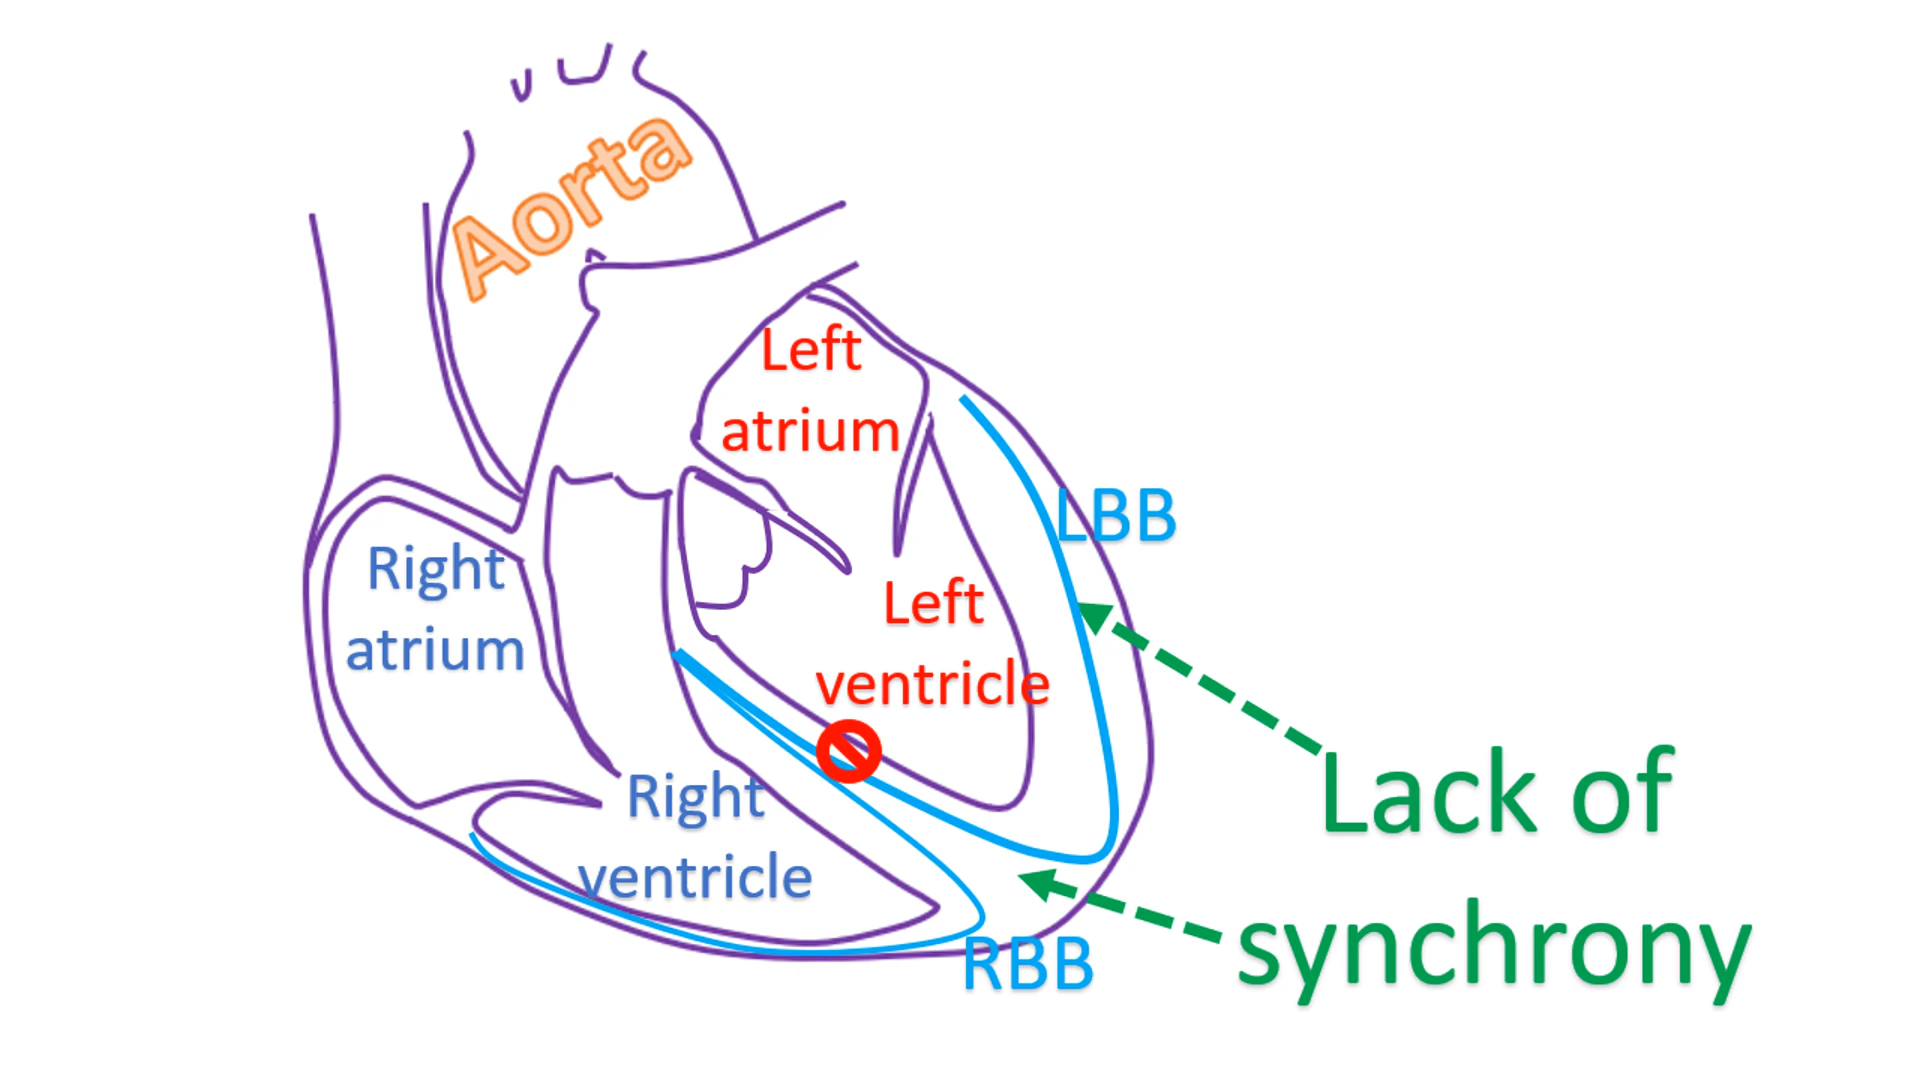 Aorta
Left
atrium
LBB
Right
atrium
Left
ventricle
Right
ventricle
RBB
Lack of
synchrony